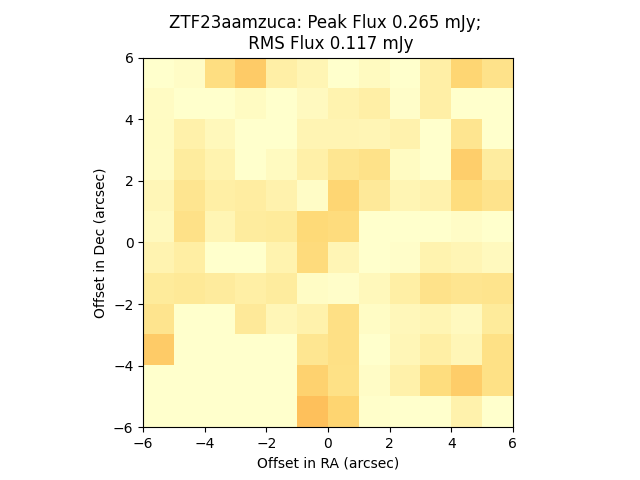 ZTF23aamzuca: Peak Flux 0.265 mJy;
RMS Flux 0.117 mJy
6
4
2
0
−2
−4
−6
Offset in Dec (arcsec)
−6 −4 −2 0 2 4 6
Offset in RA (arcsec)